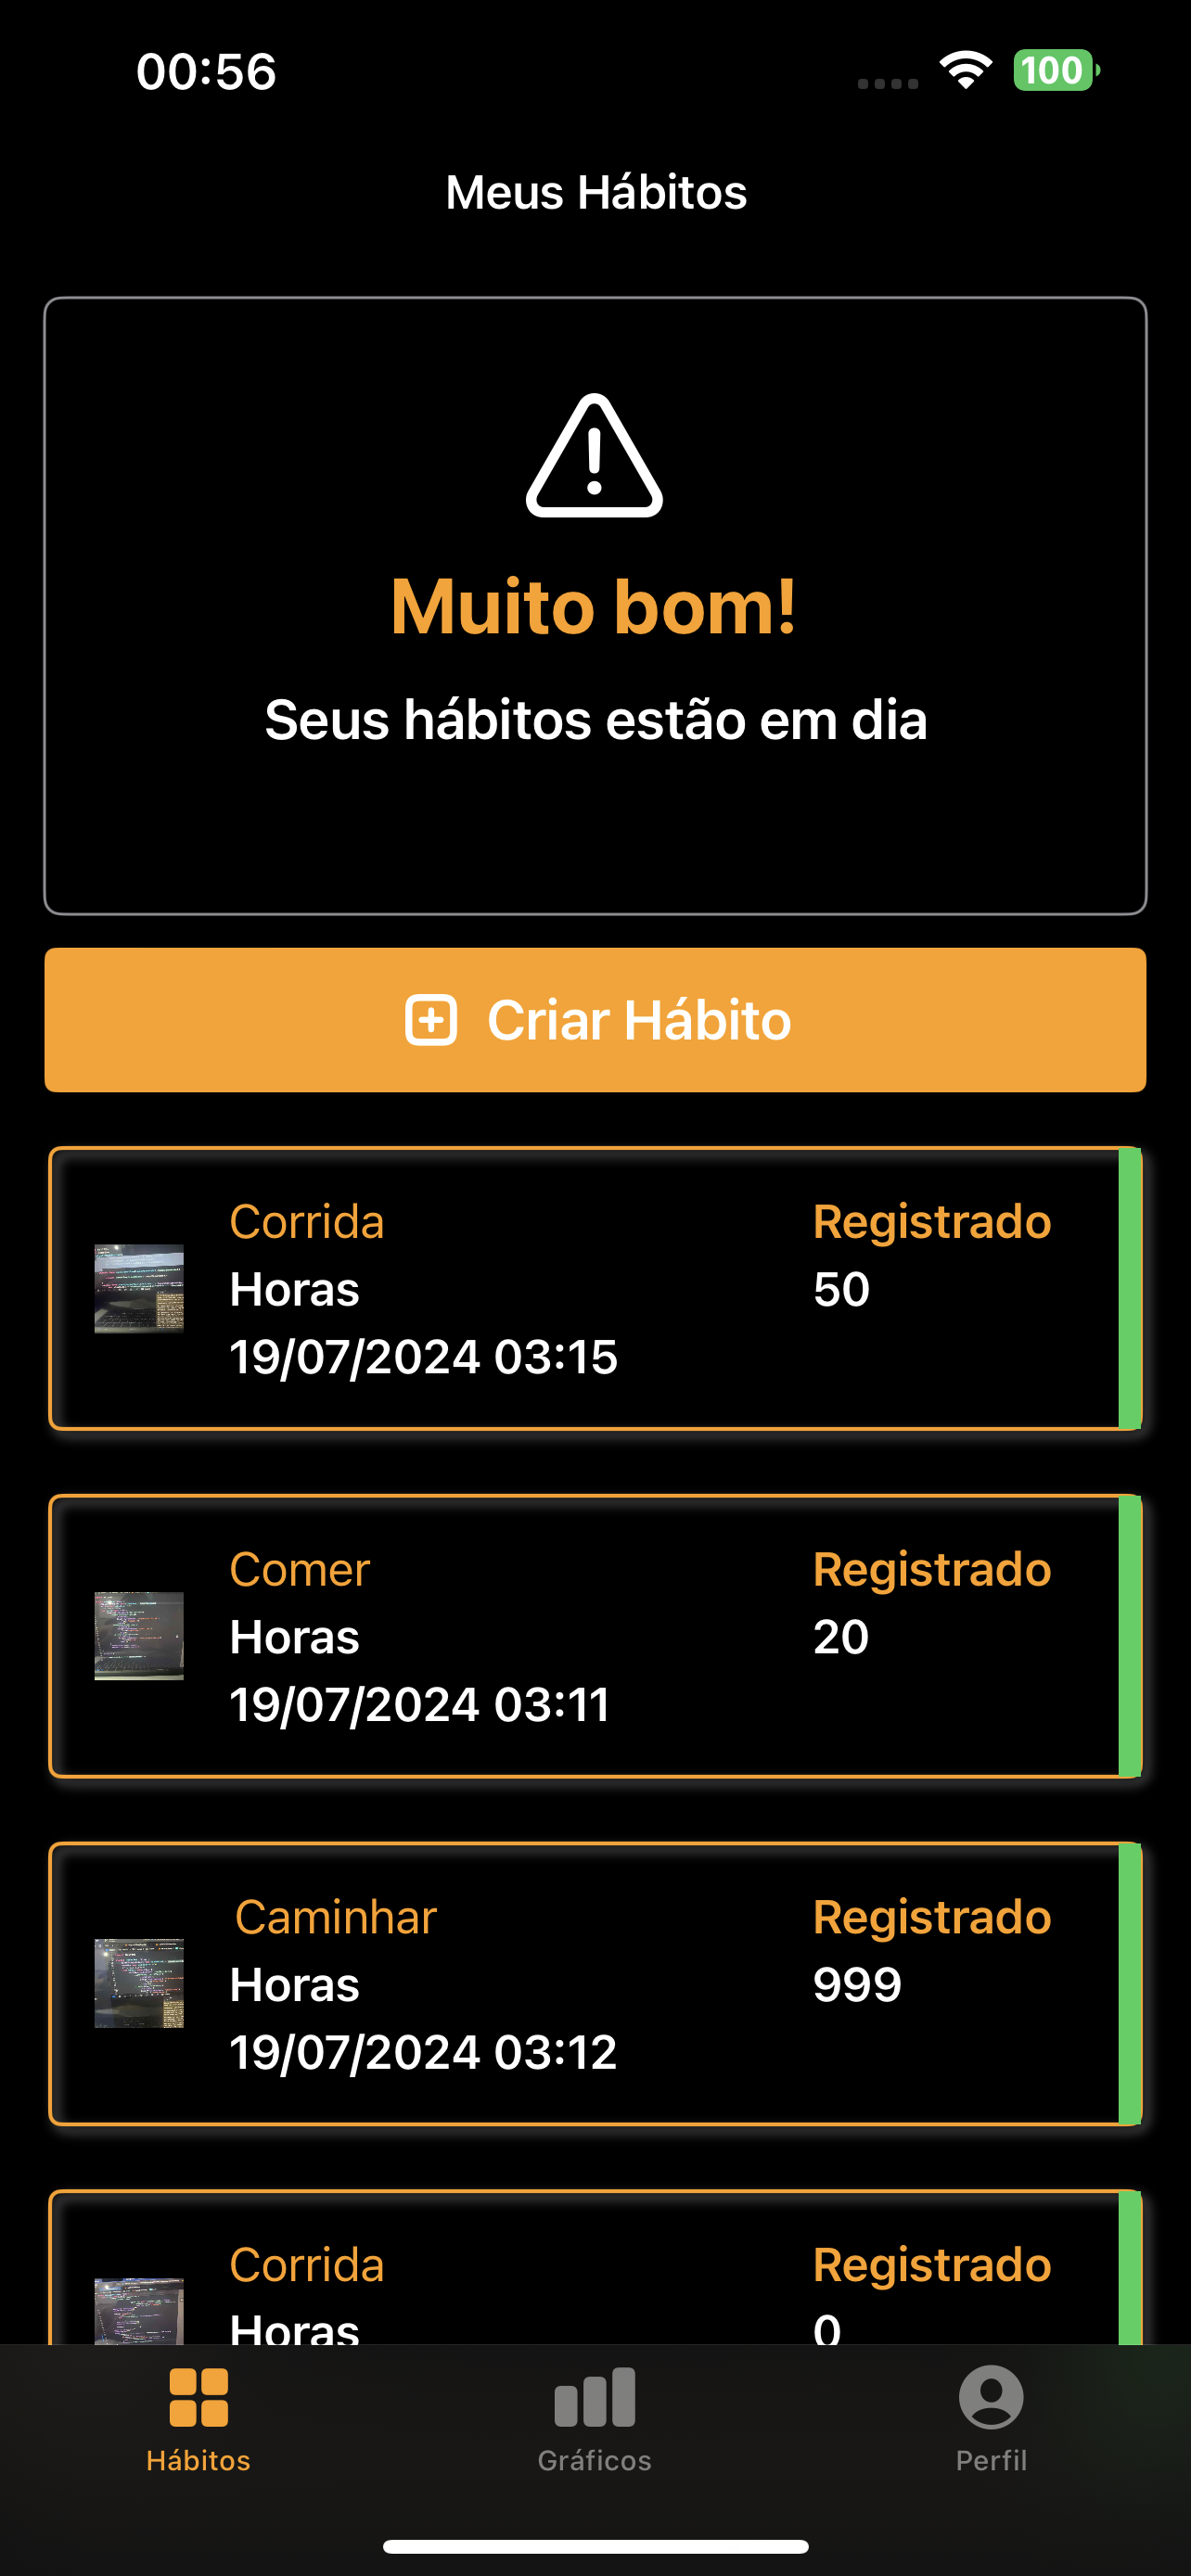 00:56
100
Meus Hábitos
Muito bom!
Seus hábitos estão em dia
Criar Hábito
Corrida
Registrado
Horas
50
19/07/2024 03:15
Comer
Registrado
Horas
20
19/07/2024 03:11
Caminhar
Registrado
Horas
999
19/07/2024 03:12
Corrida
Registrado
Horas
0
Hábitos
Gráficos
Perfil